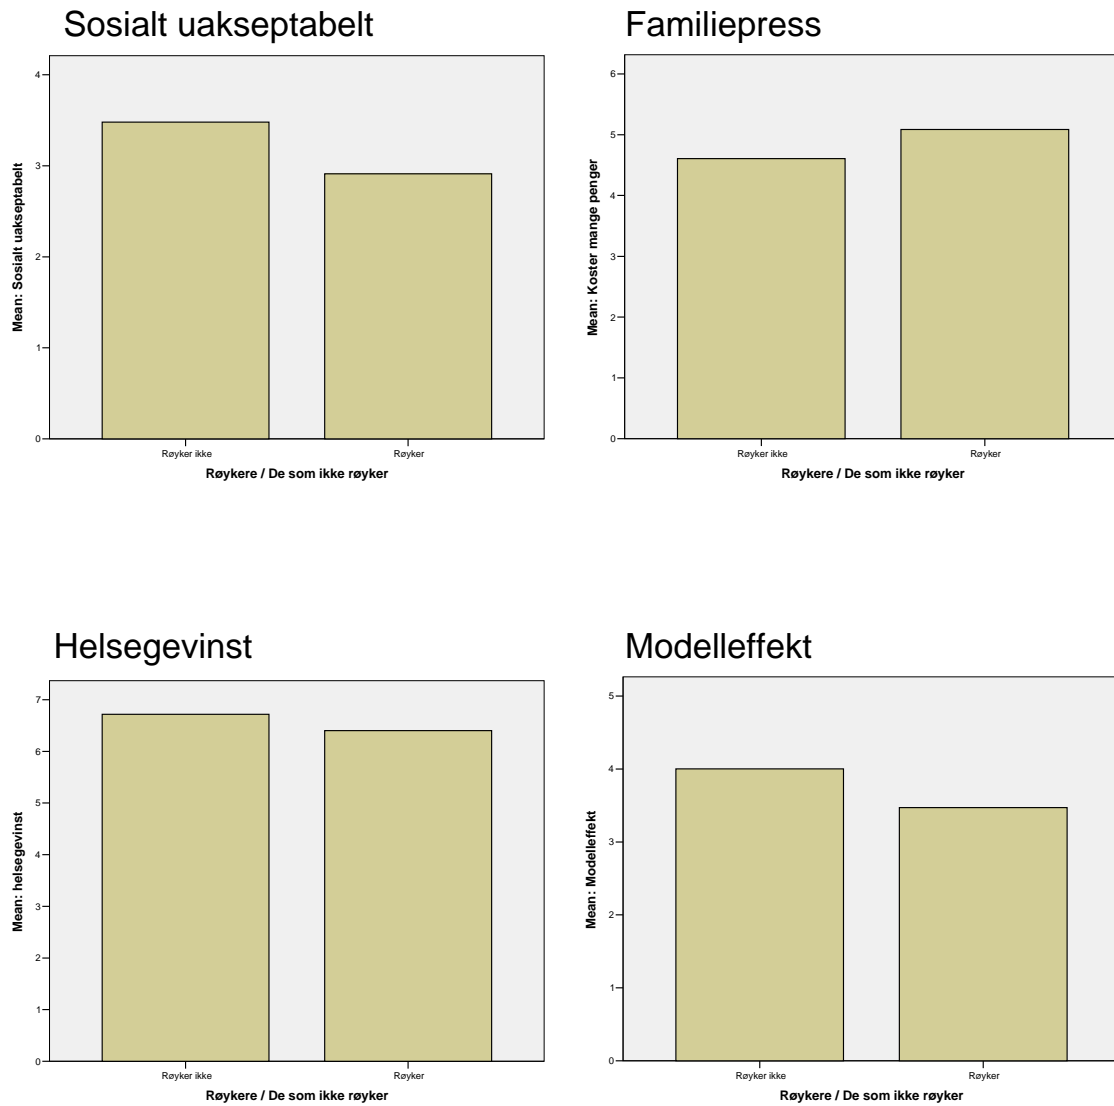 Sosialt uakseptabelt
4
3
2
1
0
Mean: Sosialt uakseptabelt
Røyker ikke
Røyker
Røykere / De som ikke røyker
Familiepress
6
5
4
3
2
1
0
Mean: Koster mange penger
Røyker ikke
Røyker
Røykere / De som ikke røyker
Helsegevinst
7
6
5
4
3
2
1
0
Mean: helsegevinst
Røyker ikke
Røyker
Røykere / De som ikke røyker
Modelleffekt
5
4
3
2
1
0
Mean: Modelleffekt
Røyker ikke
Røyker
Røykere / De som ikke røyker